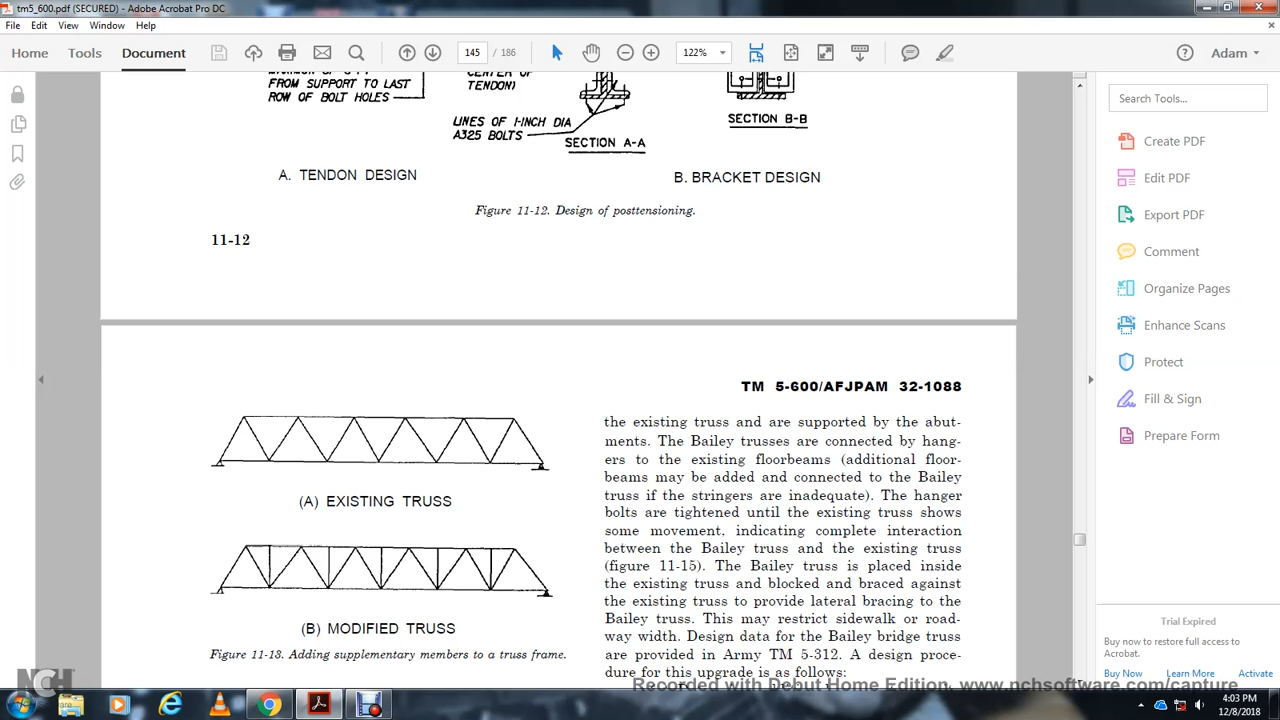 tm5_600.pdf (SECURED) - Adobe Acrobat Pro DC
File Edit View Window Help
Home Tools Document 145 / 186 122% Adam
FROM SUPPORT TO LAST
ROW OF BOLT HOLES
CENTER OF
TENDON)
LINES OF 1-INCH DIA
A325 BOLTS
SECTION A-A
SECTION B-B
A. TENDON DESIGN
B. BRACKET DESIGN
Figure 11-12. Design of posttensioning.
11-12
TM 5-600/AFJPAM 32-1088
(A) EXISTING TRUSS
(B) MODIFIED TRUSS
Figure 11-13. Adding supplementary members to a truss frame.
the existing truss and are supported by the abut-
ments. The Bailey trusses are connected by hang-
ers to the existing floorbeams (additional floor-
beams may be added and connected to the Bailey
truss if the stringers are inadequate). The hanger
bolts are tightened until the existing truss shows
some movement, indicating complete interaction
between the Bailey truss and the existing truss
(figure 11-15). The Bailey truss is placed inside
the existing truss and blocked and braced against
the existing truss to provide lateral bracing to the
Bailey truss. This may restrict sidewalk or road-
way width. Design data for the Bailey bridge truss
are provided in Army TM 5-312. A design proce-
dure for this upgrade is as follows:
Search Tools...
Create PDF
Edit PDF
Export PDF
Comment
Organize Pages
Enhance Scans
Protect
Fill & Sign
Prepare Form
Trial Expired
Buy now to restore full access to
Acrobat.
Buy Now Learn More Activate
NCH
Recorded with Debut Home Edition, www.nchsoftware.com/capture
4:03 PM
12/8/2018